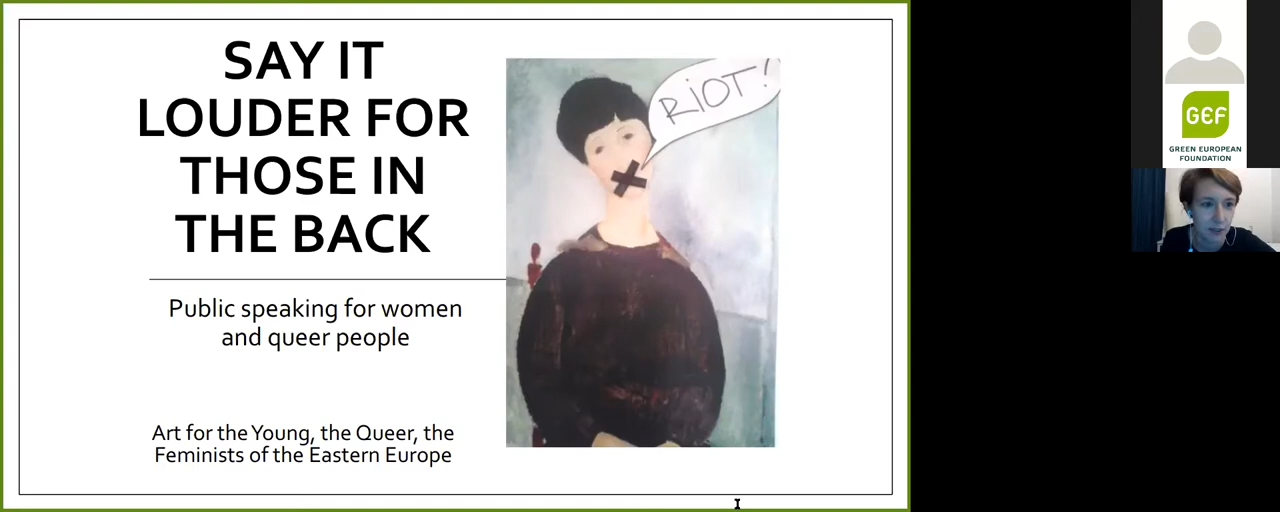 SAY IT
LOUDER FOR
THOSE IN
THE BACK
Public speaking for women
and queer people
Art for the Young, the Queer, the
Feminists of the Eastern Europe
RIOT!
GEF
GREEN EUROPEAN
FOUNDATION